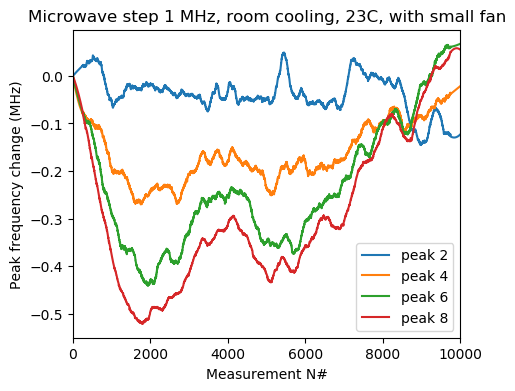 Microwave step 1 MHz, room cooling, 23C, with small fan
Peak frequency change (MHz)
0.0
−0.1
−0.2
−0.3
−0.4
−0.5
peak 2
peak 4
peak 6
peak 8
0 2000 4000 6000 8000 10000
Measurement N#